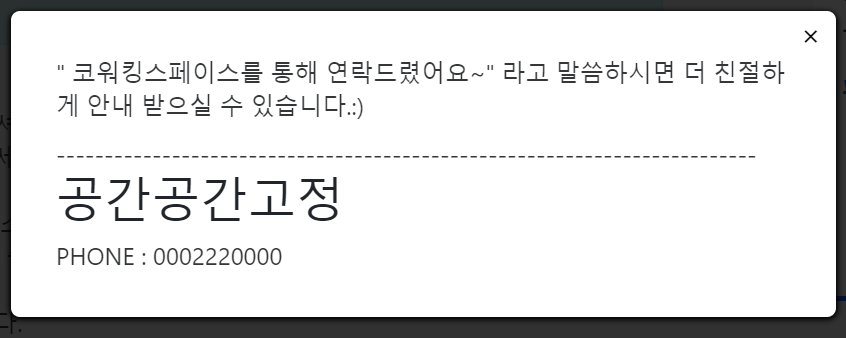 " 코워킹스페이스를 통해 연락드렸어요~" 라고 말씀하시면 더 친절하
게 안내 받으실 수 있습니다.:)
-------------------------------------------------------------------------
공간공간고정
PHONE : 0002220000
다.